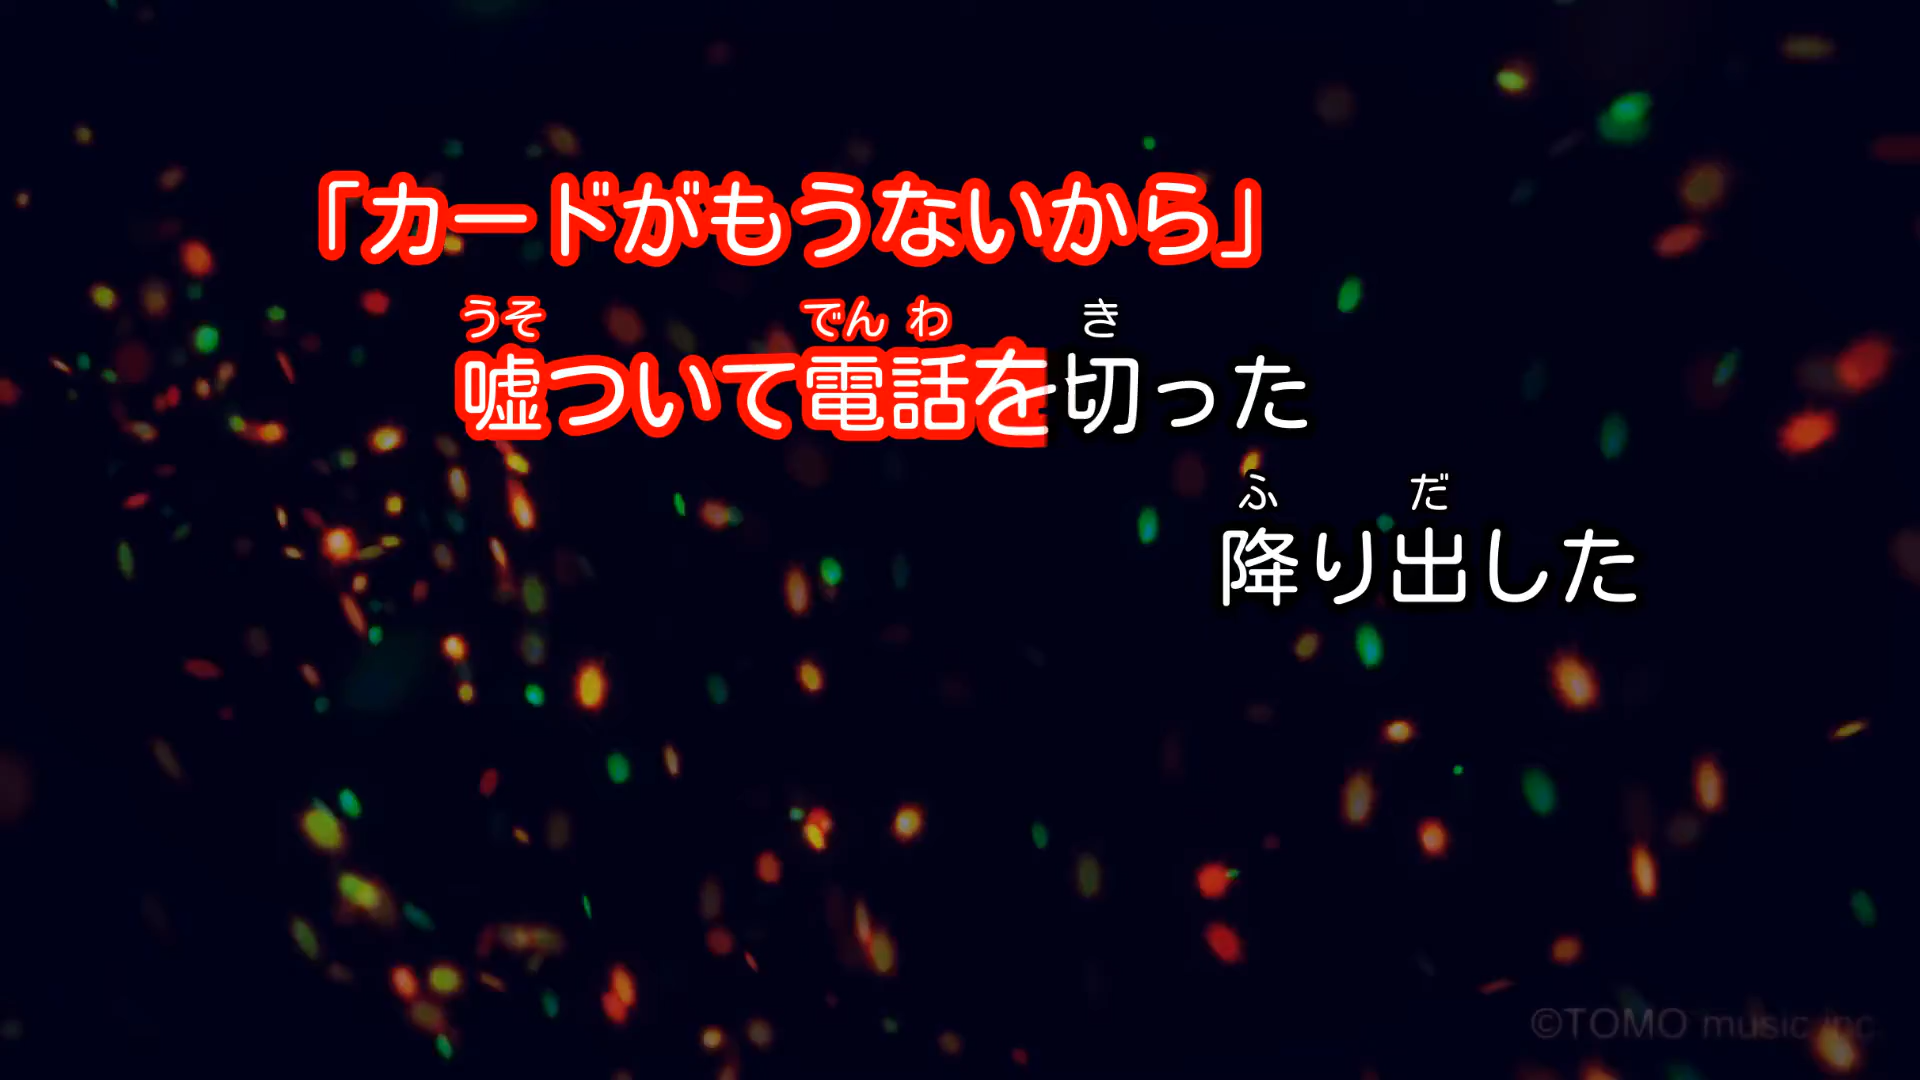 「カードがもうないから」
うそ でんわ き
嘘ついて電話を切った
ふ だ
降り出した
©TOMO music inc.